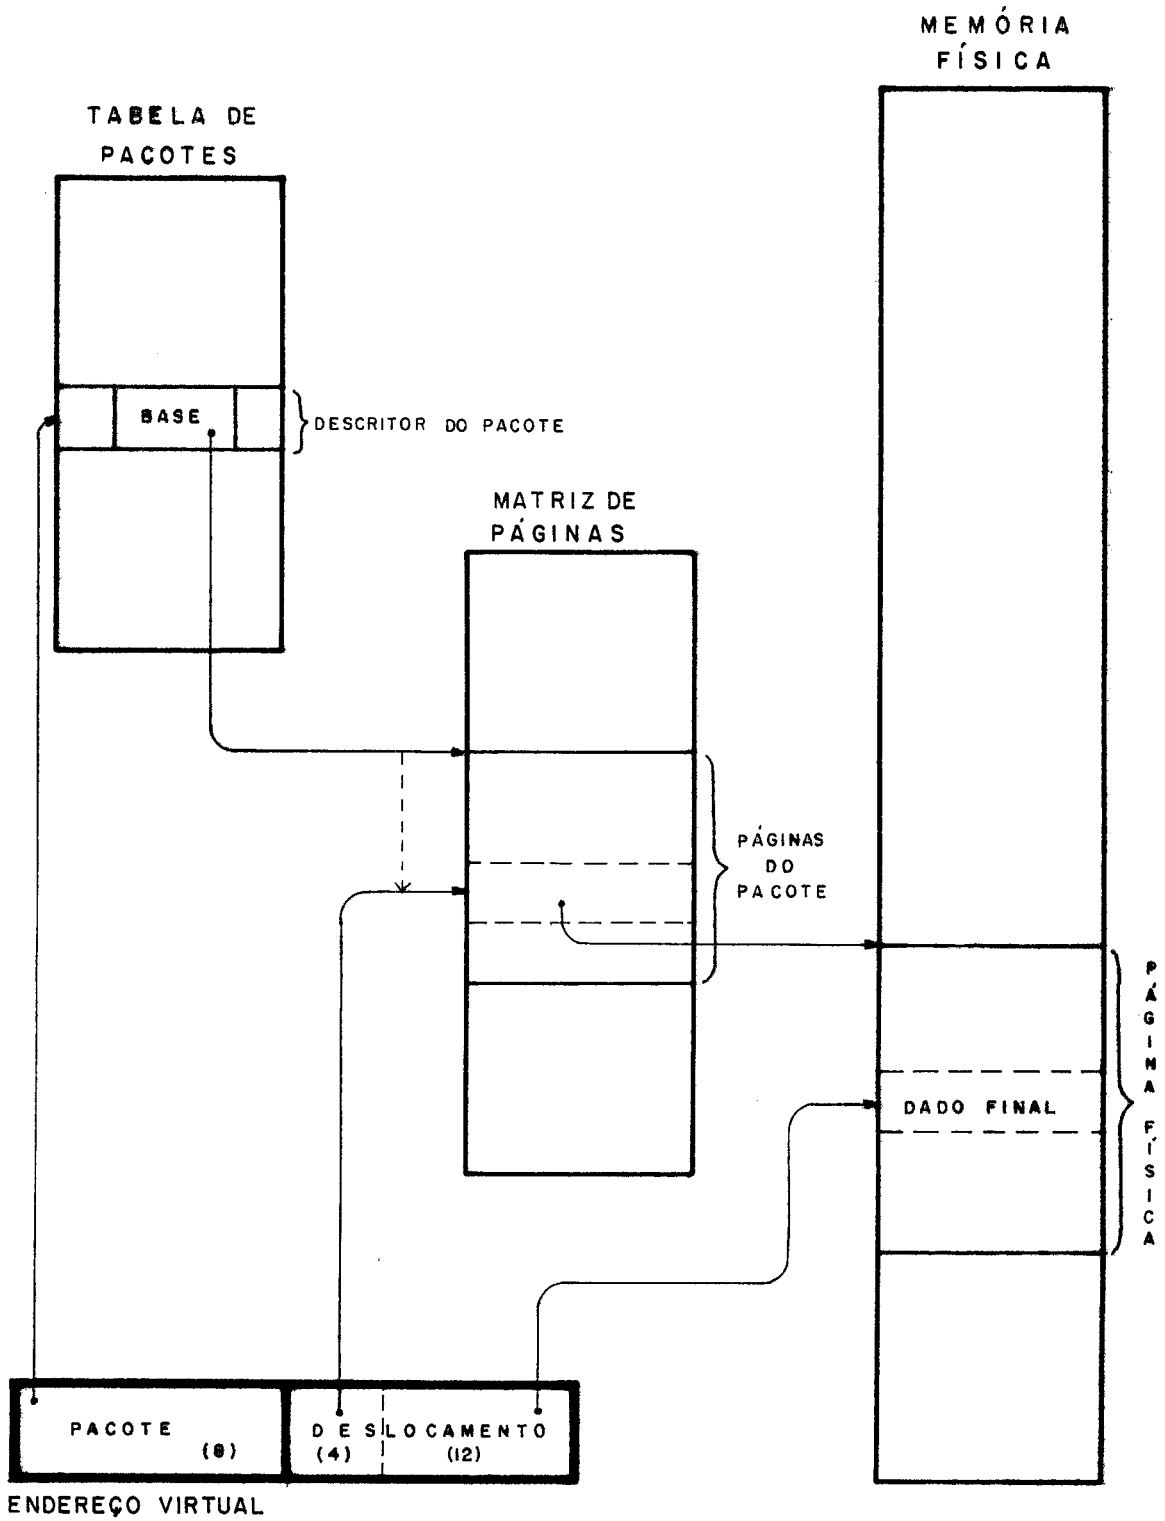 MEMÓRIA
FÍSICA
TABELA DE
PACOTES
BASE
DESCRITOR DO PACOTE
MATRIZ DE
PÁGINAS
PÁGINAS
DO
PACOTE
PÁGINA FÍSICA
DADO FINAL
PACOTE
(8)
DESLOCAMENTO
(4)
(12)
ENDEREÇO VIRTUAL